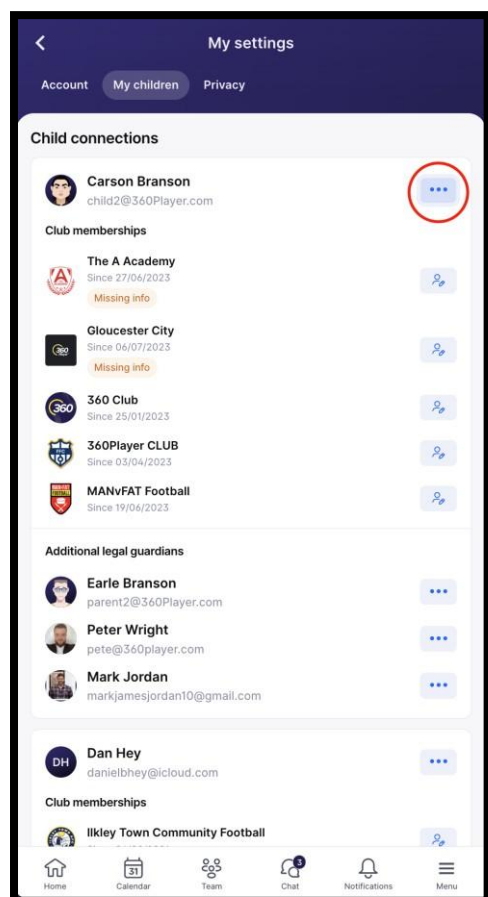 My settings
Account My children Privacy
Child connections
Carson Branson
child2@360Player.com
Club memberships
The A Academy
Since 27/06/2023
Missing info
Gloucester City
Since 06/07/2023
Missing info
360 Club
Since 25/01/2023
360Player CLUB
Since 03/04/2023
MANvFAT Football
Since 19/06/2023
Additional legal guardians
Earle Branson
parent2@360Player.com
Peter Wright
pete@360player.com
Mark Jordan
markjamesjordan10@gmail.com
DH
Dan Hey
danielbhey@icloud.com
Club memberships
Ilkley Town Community Football
31 3
Home Calendar Team Chat Notifications Menu